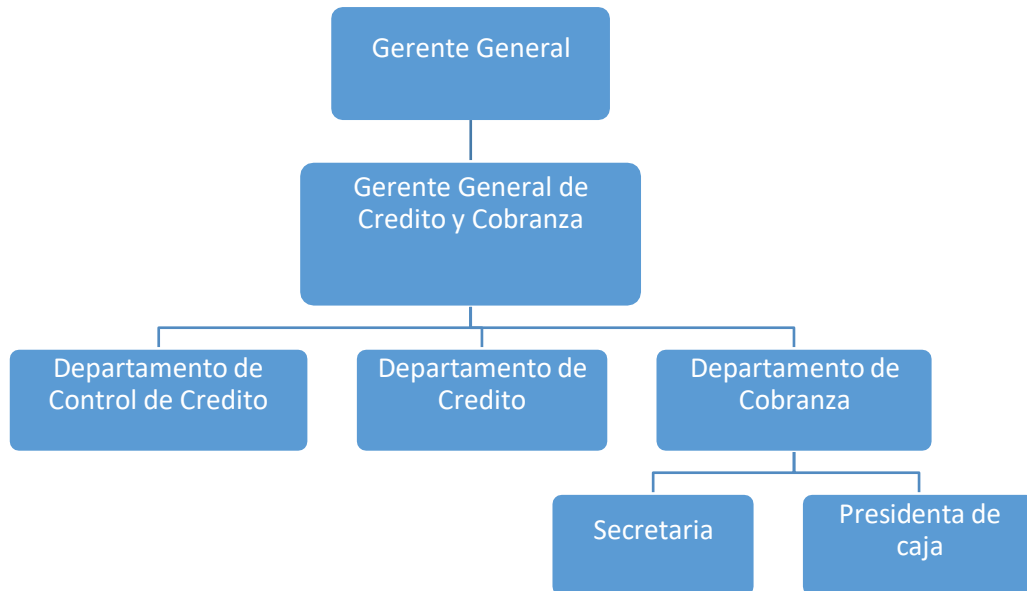 Gerente General
Gerente General de
Credito y Cobranza
Departamento de
Control de Credito
Departamento de
Credito
Departamento de
Cobranza
Secretaria
Presidenta de
caja